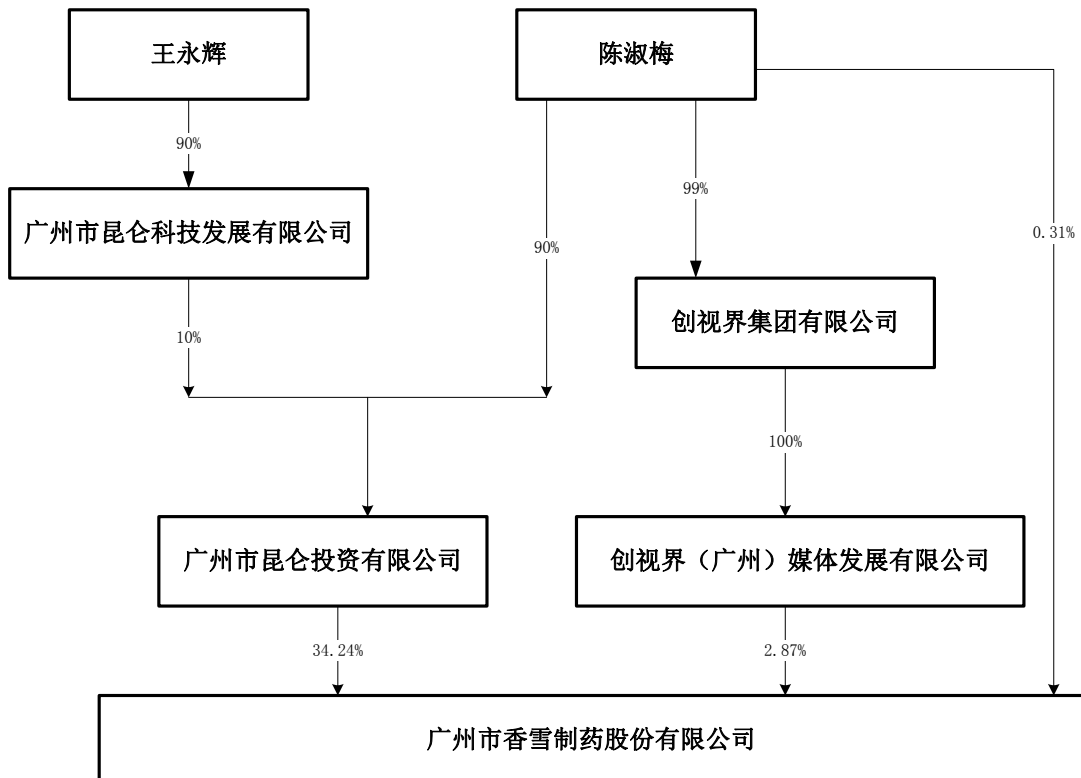 王永辉
陈淑梅
90%
99%
广州市昆仑科技发展有限公司
90%
0.31%
创视界集团有限公司
10%
100%
广州市昆仑投资有限公司
创视界（广州）媒体发展有限公司
34.24%
2.87%
广州市香雪制药股份有限公司